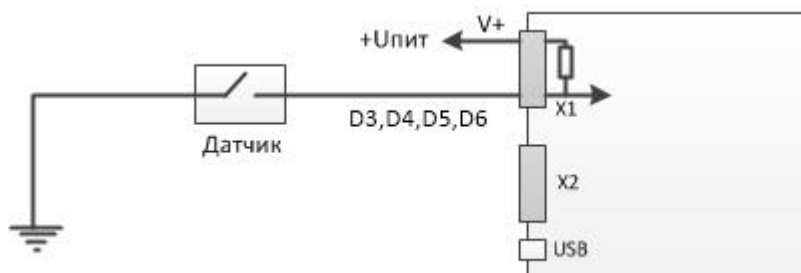 +Uпит
V+
D3,D4,D5,D6
X1
Датчик
X2
USB